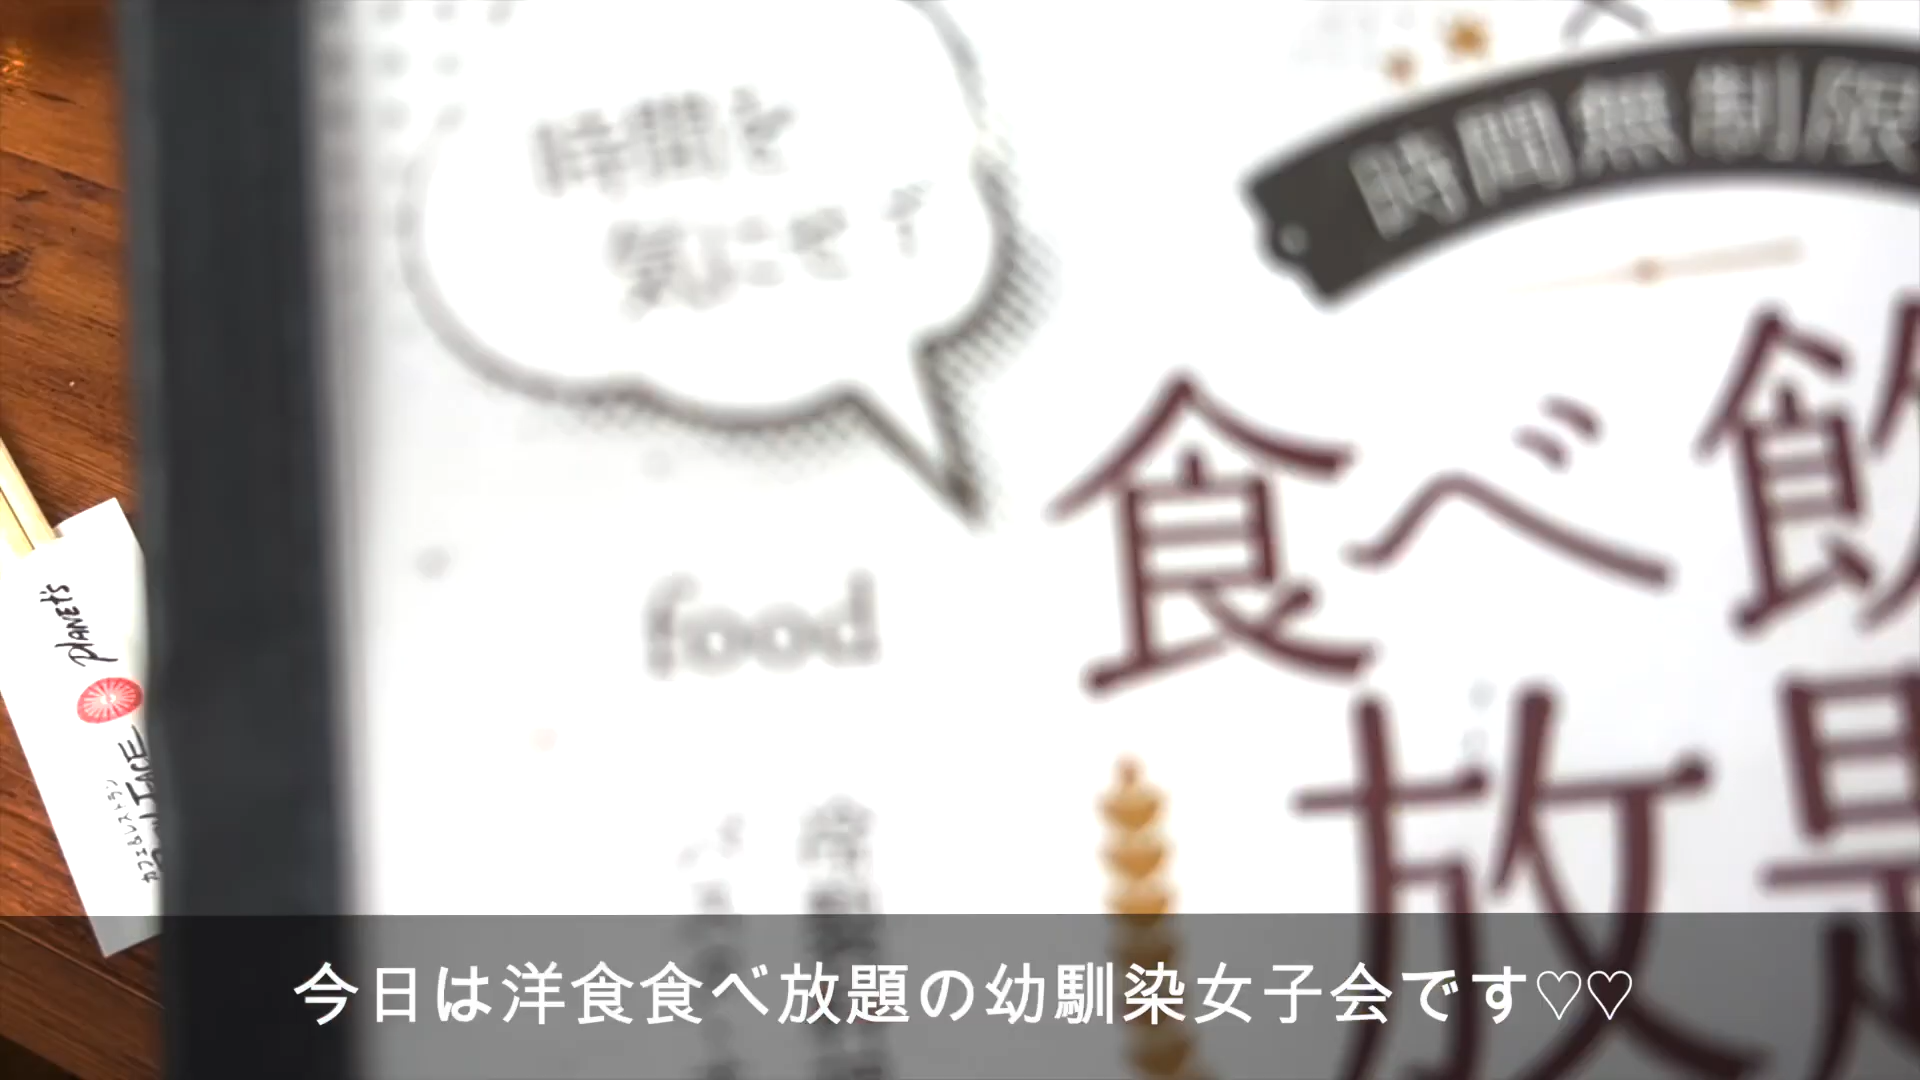 時間を
気にせず
時間無制限
食べ飲
放題
food
planet's
カフェ&レストラン
今日は洋食食べ放題の幼馴染女子会です♡♡